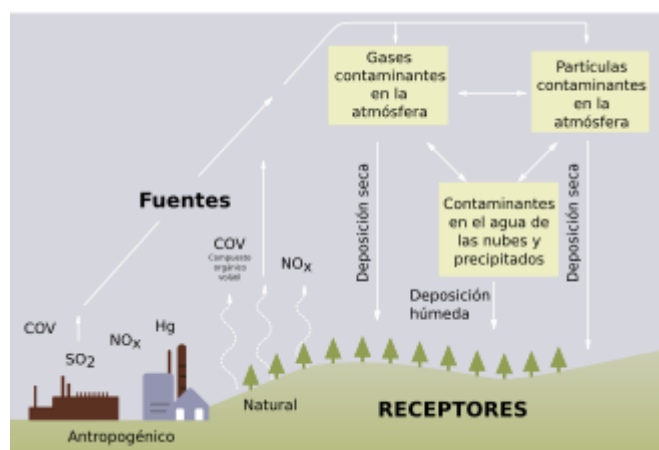 Gases
contaminantes
en la
atmósfera
Partículas
contaminantes
en la
atmósfera
Deposición seca
Deposición seca
Contaminantes
en el agua de
las nubes y
precipitados
Deposición
húmeda
Fuentes
COV
Compuesto
orgánico
volátil
NOx
COV
SO2
NOx
Hg
Natural
RECEPTORES
Antropogénico